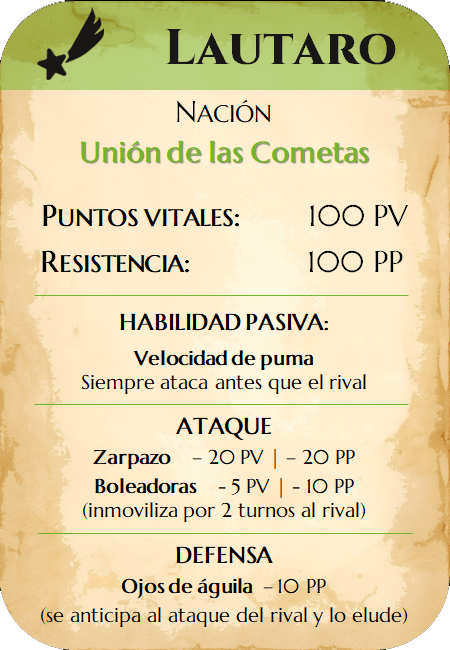 Lautaro
Nación
Unión de las Cometas
Puntos vitales: 100 PV
Resistencia: 100 PP
HABILIDAD PASIVA:
Velocidad de puma
Siempre ataca antes que el rival
ATAQUE
Zarpazo – 20 PV | – 20 PP
Boleadoras - 5 PV | - 10 PP
(inmoviliza por 2 turnos al rival)
DEFENSA
Ojos de águila – 10 PP
(se anticipa al ataque del rival y lo elude)